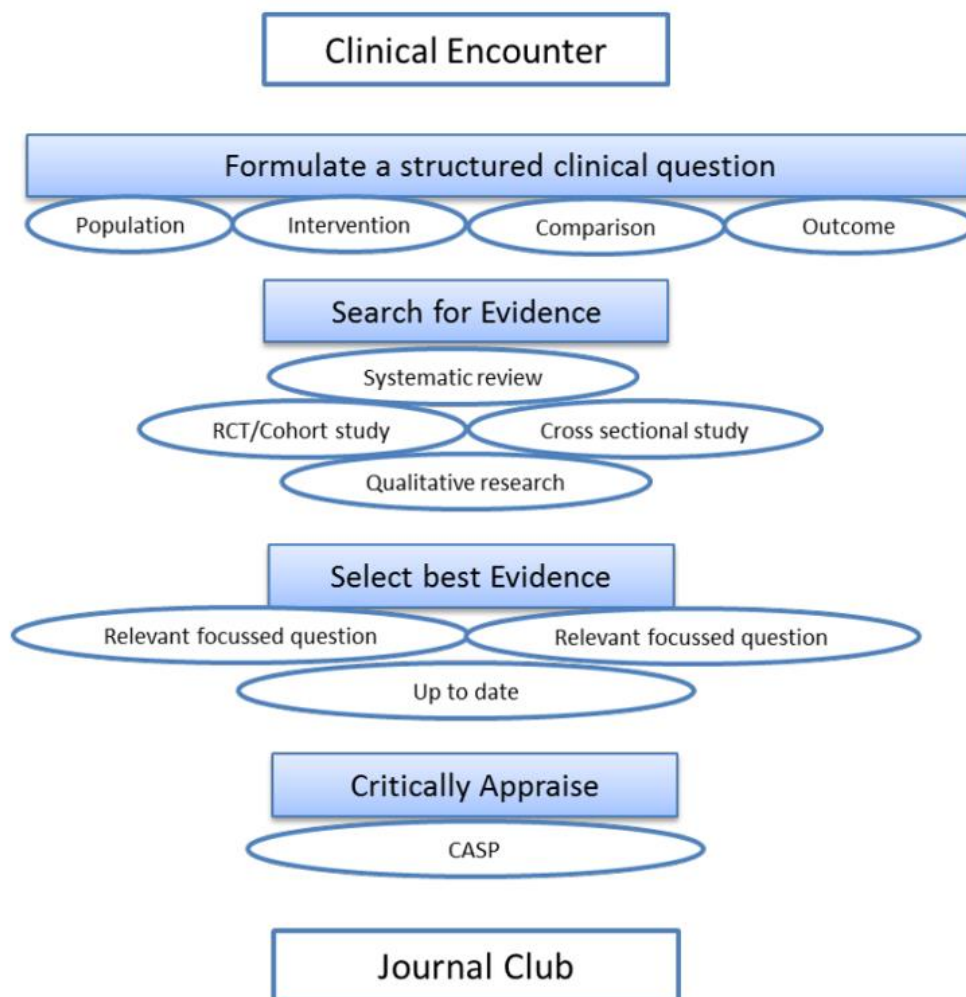 Clinical Encounter
Formulate a structured clinical question
Population Intervention Comparison Outcome
Search for Evidence
Systematic review
RCT/Cohort study Cross sectional study
Qualitative research
Select best Evidence
Relevant focussed question Relevant focussed question
Up to date
Critically Appraise
CASP
Journal Club